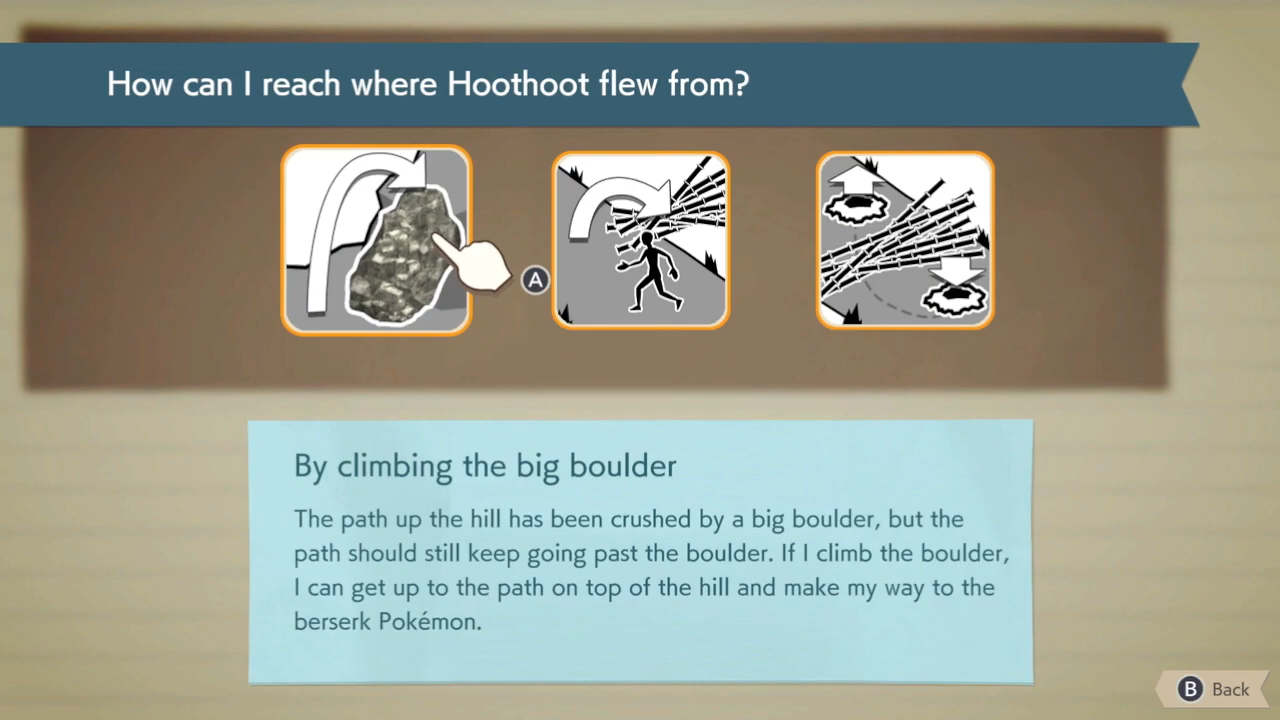 How can I reach where Hoothoot flew from?
A
By climbing the big boulder
The path up the hill has been crushed by a big boulder, but the
path should still keep going past the boulder. If I climb the boulder,
I can get up to the path on top of the hill and make my way to the
berserk Pokémon.
B Back